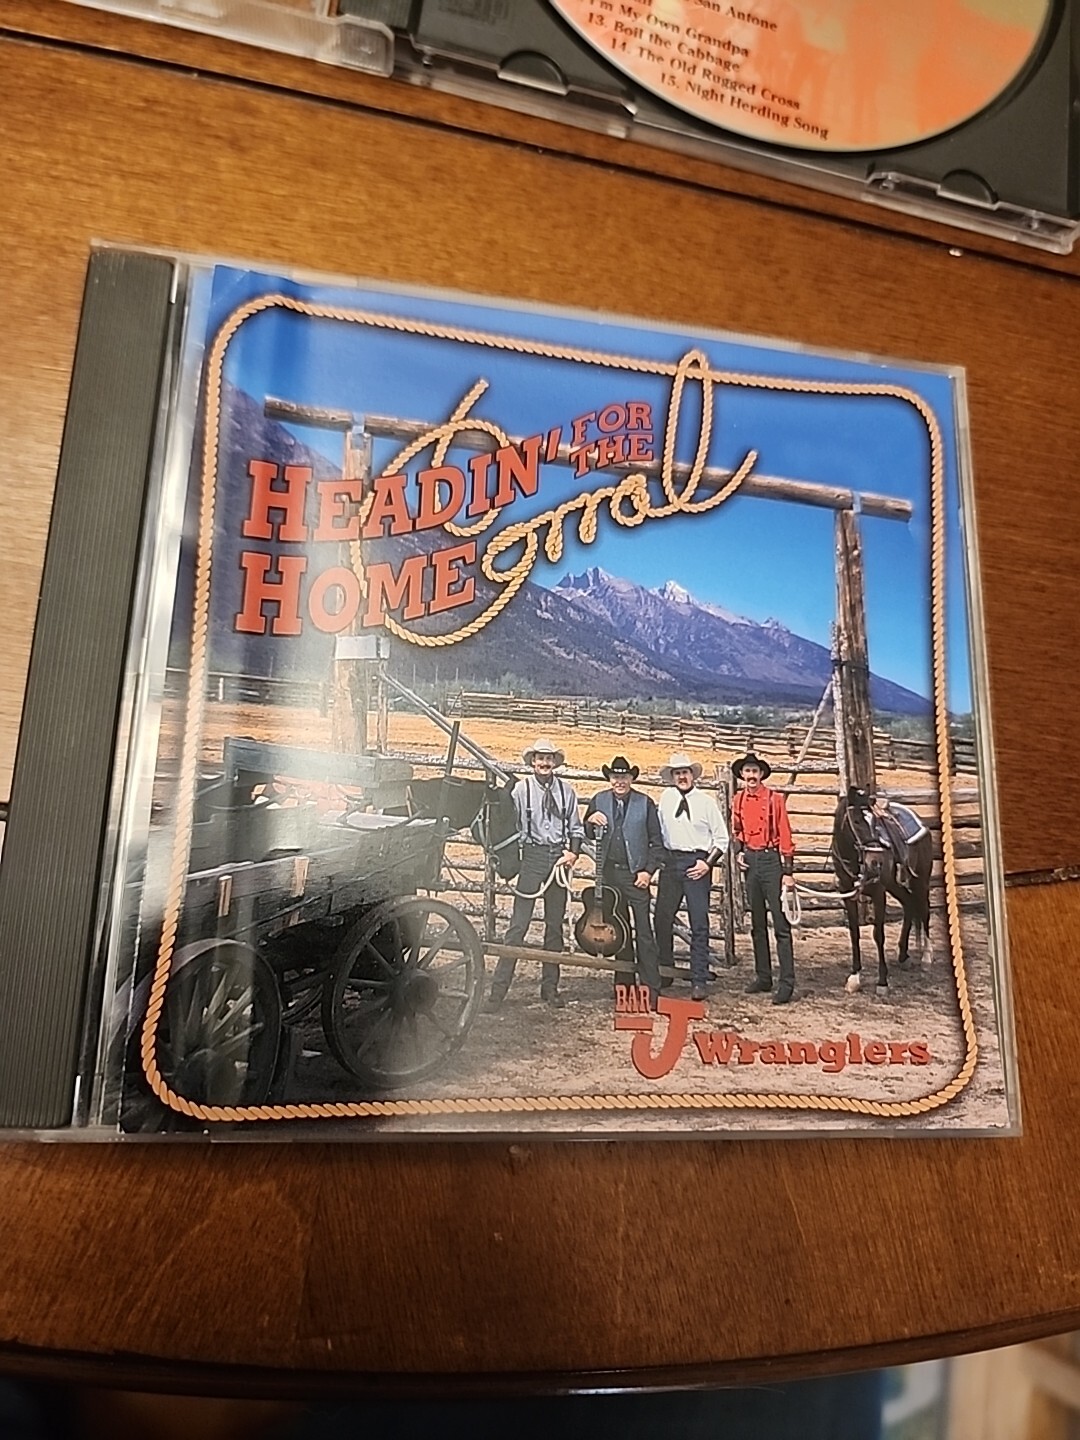 San Antone
I'm My Own Grandpa
13. Boil the Cabbage
14. The Old Rugged Cross
15. Night Herding Song
HEADIN' FOR THE
HOME Corral
BAR
J Wranglers